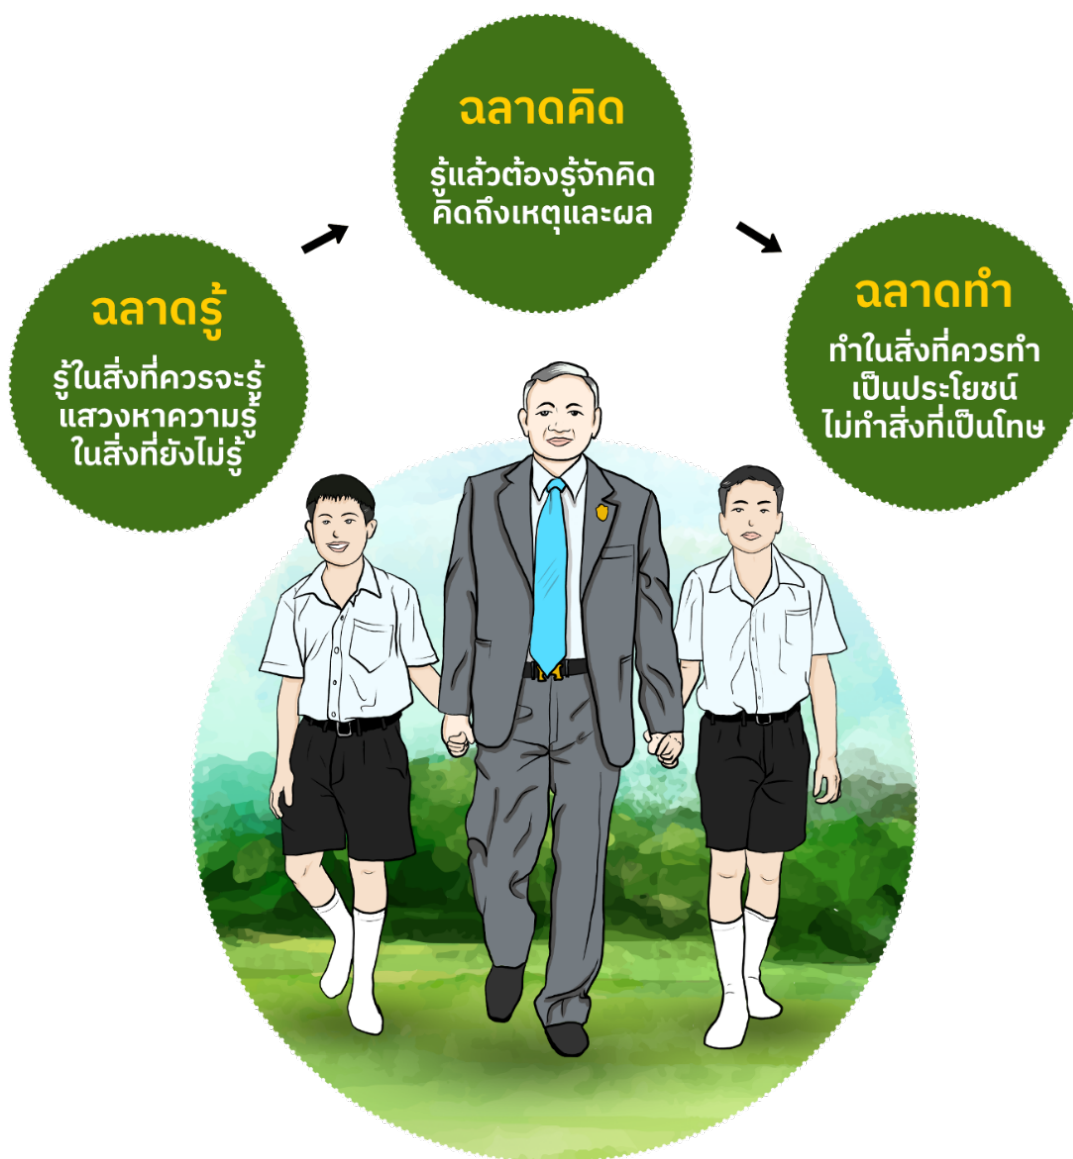 ฉลาดรู้
รู้ในสิ่งที่ควรจะรู้
แสวงหาความรู้
ในสิ่งที่ยังไม่รู้
ฉลาดคิด
รู้แล้วต้องรู้จักคิด
คิดถึงเหตุและผล
ฉลาดทำ
ทำในสิ่งที่ควรทำ
เป็นประโยชน์
ไม่ทำสิ่งที่เป็นโทษ